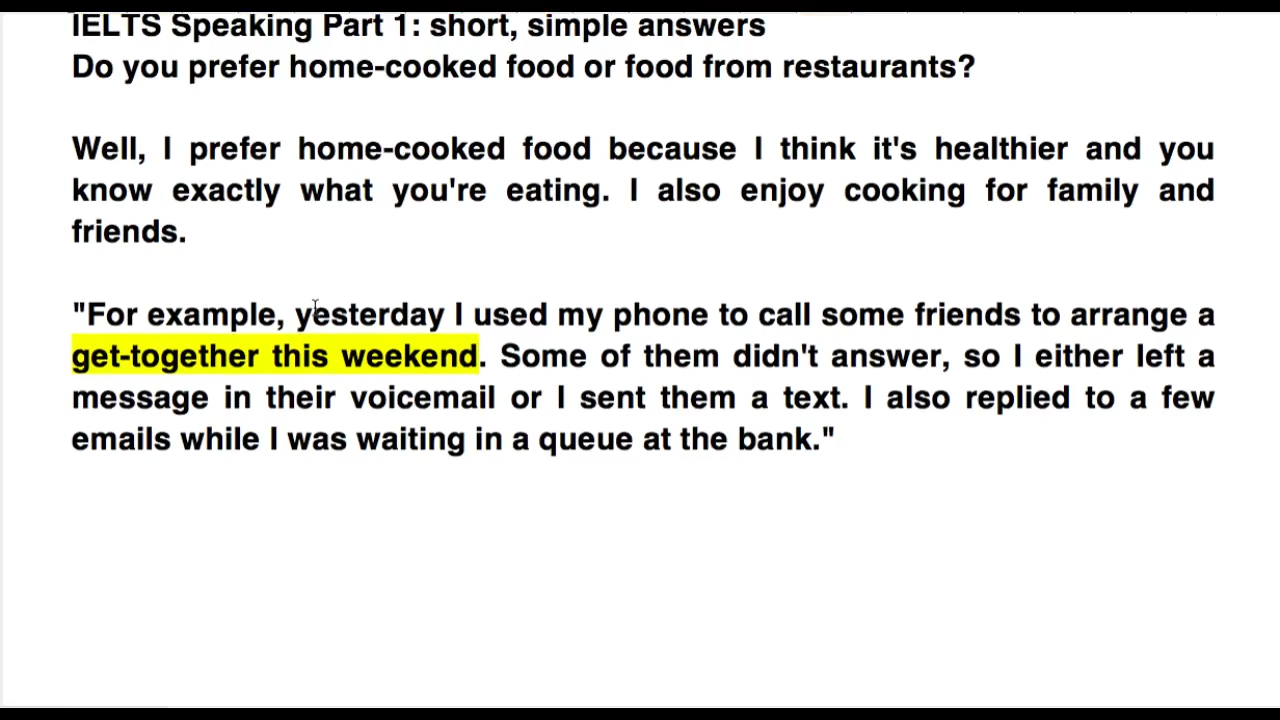 IELTS Speaking Part 1: short, simple answers
Do you prefer home-cooked food or food from restaurants?
Well, I prefer home-cooked food because I think it's healthier and you
know exactly what you're eating. I also enjoy cooking for family and
friends.
"For example, yesterday I used my phone to call some friends to arrange a
get-together this weekend. Some of them didn't answer, so I either left a
message in their voicemail or I sent them a text. I also replied to a few
emails while I was waiting in a queue at the bank."